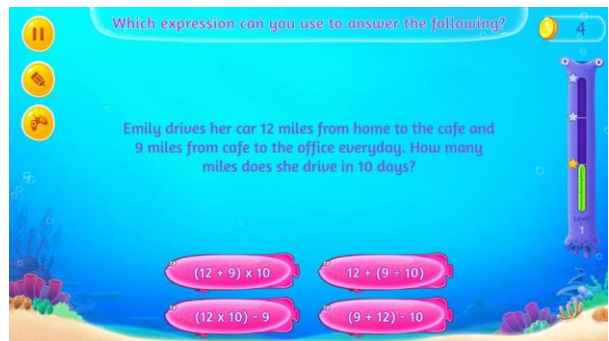 Which expression can you use to answer the following?
4
Emily drives her car 12 miles from home to the cafe and
9 miles from cafe to the office everyday. How many
miles does she drive in 10 days?
Level
1
(12 + 9) x 10
12 + (9 ÷ 10)
(12 x 10) - 9
(9 + 12) - 10